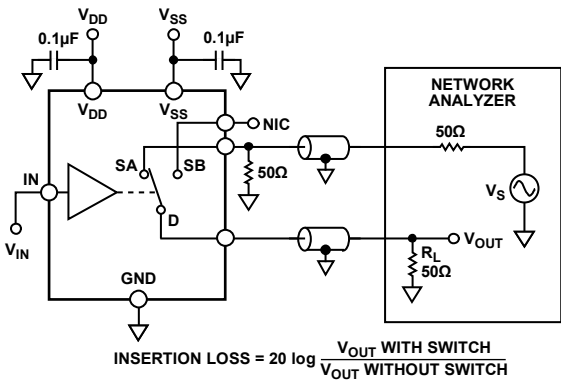 VDD
VSS
0.1µF
0.1µF
VDD
VSS
NETWORK
ANALYZER
NIC
50Ω
SA
SB
50Ω
IN
VS
D
VOUT
VIN
RL
50Ω
GND
INSERTION LOSS = 20 log VOUT WITH SWITCH
VOUT WITHOUT SWITCH